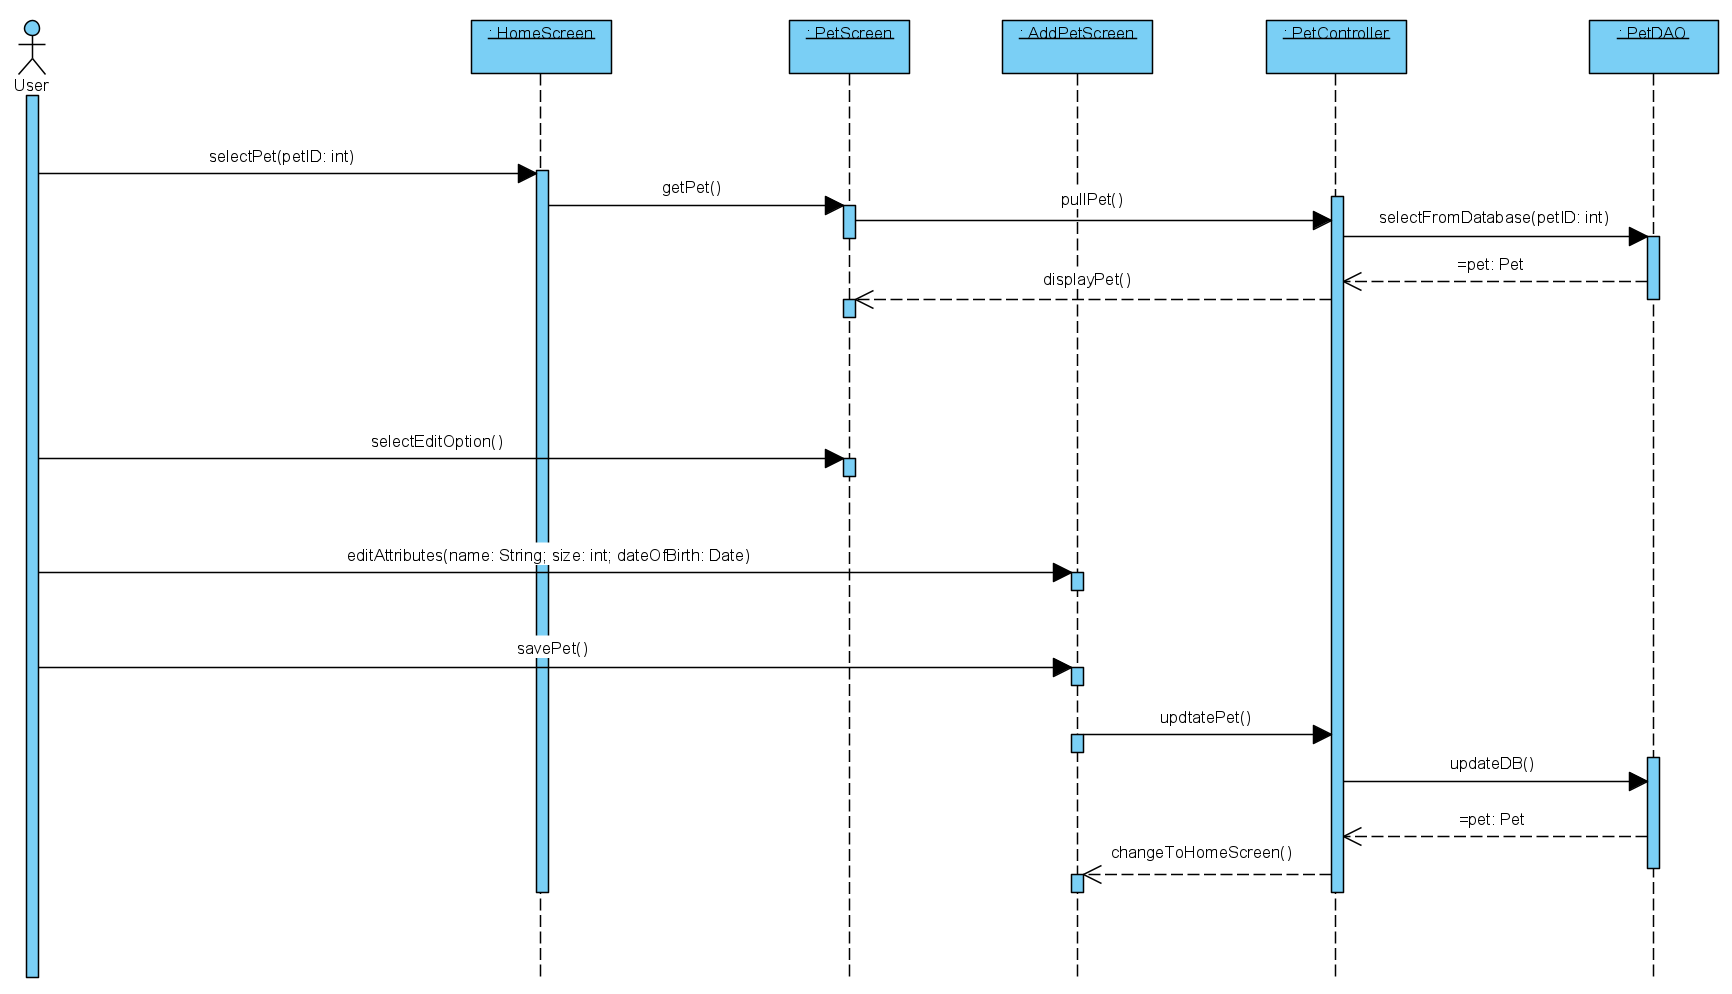 User
: HomeScreen
: PetScreen
: AddPetScreen
: PetController
: PetDAO
selectPet(petID: int)
getPet()
pullPet()
selectFromDatabase(petID: int)
=pet: Pet
displayPet()
selectEditOption()
editAttributes(name: String; size: int; dateOfBirth: Date)
savePet()
updtatePet()
updateDB()
=pet: Pet
changeToHomeScreen()